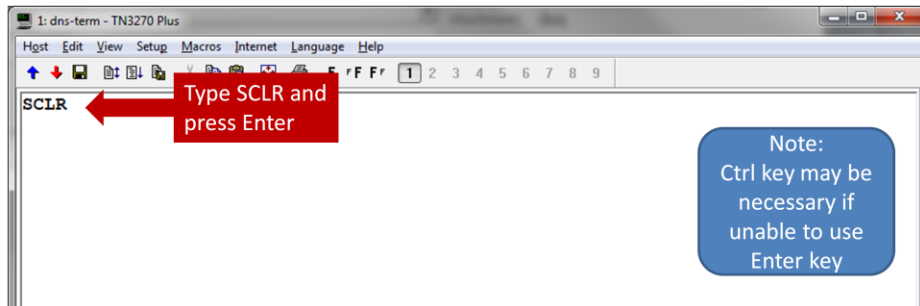 1: dns-term - TN3270 Plus
Host Edit View Setup Macros Internet Language Help
F rF Fr 1 2 3 4 5 6 7 8 9
SCLR
Type SCLR and
press Enter
Note:
Ctrl key may be
necessary if
unable to use
Enter key